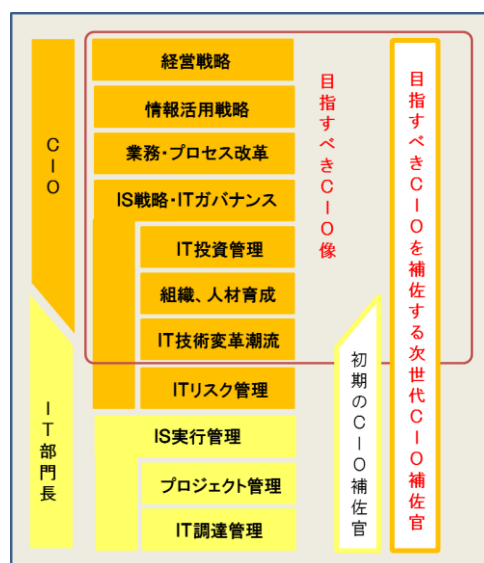 CIO
経営戦略
情報活用戦略
業務・プロセス改革
IS戦略・ITガバナンス
IT投資管理
組織、人材育成
IT技術変革潮流
ITリスク管理
IT部門長
IS実行管理
プロジェクト管理
IT調達管理
目指すべきCIO像
初期のCIO補佐官
目指すべきCIOを補佐する次世代CIO補佐官